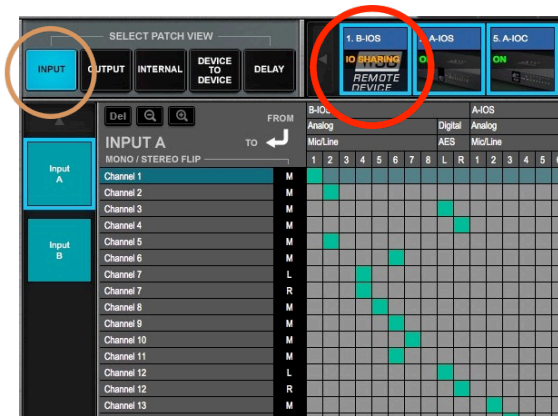 SELECT PATCH VIEW
INPUT
OUTPUT
INTERNAL
DEVICE
TO
DEVICE
DELAY
1. B-IOS
IO SHARING
REMOTE
DEVICE
A-IOS
5. A-IOC
ON
Del
FROM
INPUT A
TO
MONO / STEREO FLIP
B-IOS
A-IOS
Analog
Digital
Analog
Mic/Line
AES
Mic/Line
1 2 3 4 5 6 7 8 L R 1 2 3 4 5 6
Input
A
Input
B
Channel 1 M
Channel 2 M
Channel 3 M
Channel 4 M
Channel 5 M
Channel 6 M
Channel 7 L
Channel 7 R
Channel 8 M
Channel 9 M
Channel 10 M
Channel 11 M
Channel 12 L
Channel 12 R
Channel 13 M